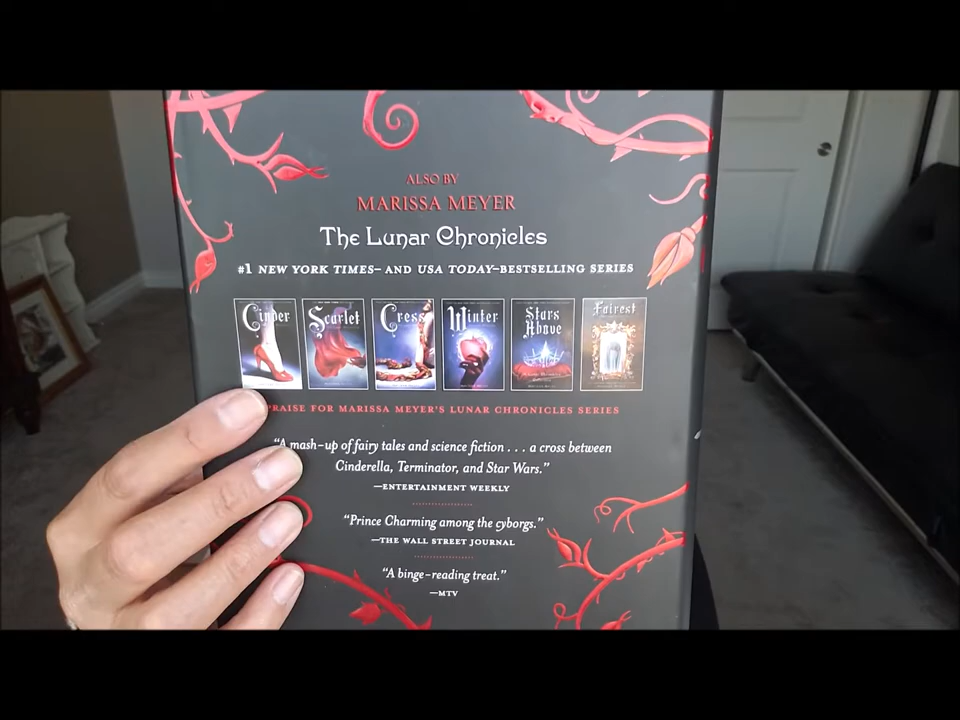 ALSO BY
MARISSA MEYER
The Lunar Chronicles
#1 NEW YORK TIMES– AND USA TODAY–BESTSELLING SERIES
Cinder
Scarlet
Cress
Winter
Stars Above
Fairest
PRAISE FOR MARISSA MEYER'S LUNAR CHRONICLES SERIES
“A mash-up of fairy tales and science fiction . . . a cross between
Cinderella, Terminator, and Star Wars.”
—ENTERTAINMENT WEEKLY
“Prince Charming among the cyborgs.”
—THE WALL STREET JOURNAL
“A binge-reading treat.”
—MTV